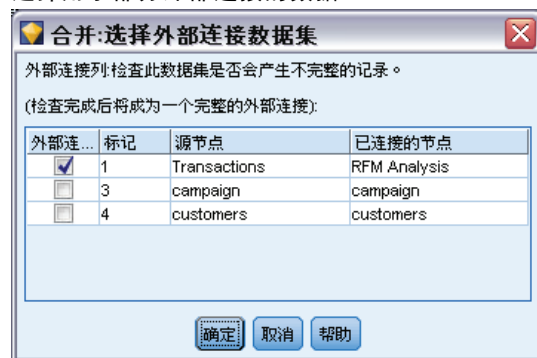 合并:选择外部连接数据集
外部连接列:检查此数据集是否会产生不完整的记录。
(检查完成后将成为一个完整的外部连接):
外部连... 标记 源节点 已连接的节点
1 Transactions RFM Analysis
3 campaign campaign
4 customers customers
确定 取消 帮助